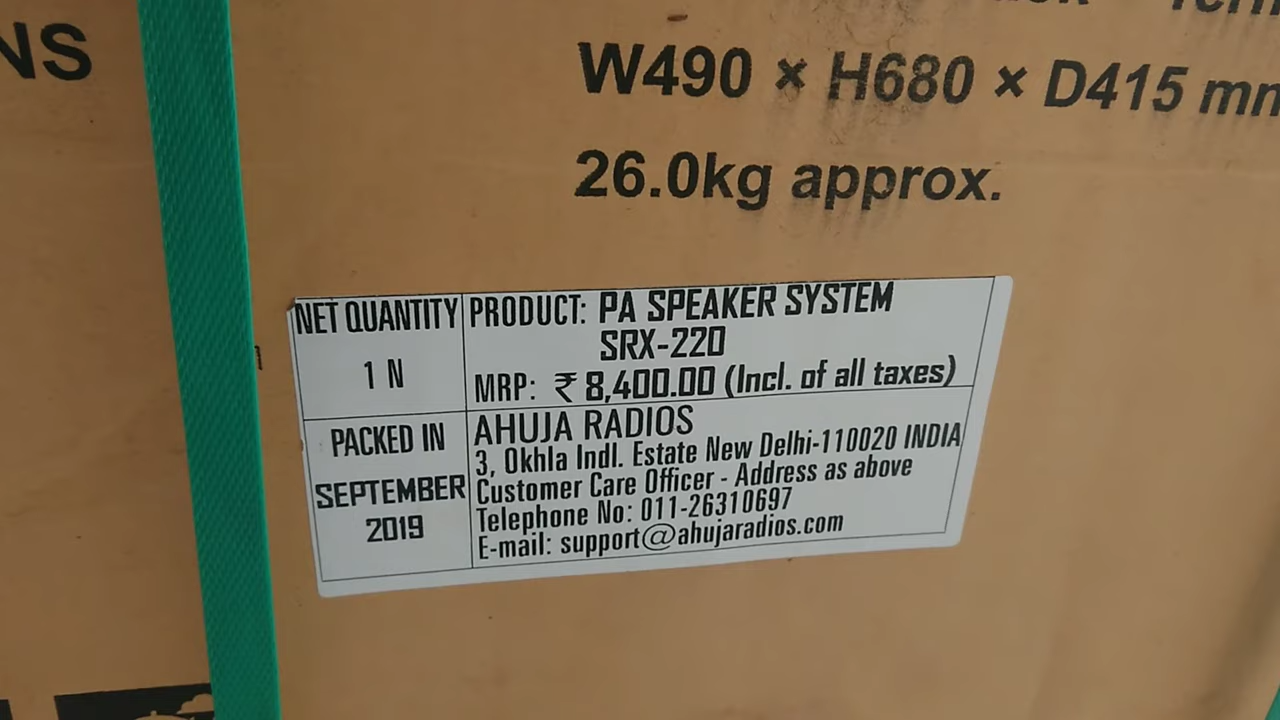 NS
W490 × H680 × D415 mm
26.0kg approx.
NET QUANTITY
1 N
PRODUCT: PA SPEAKER SYSTEM
SRX-220
MRP: ₹ 8,400.00 (Incl. of all taxes)
PACKED IN
SEPTEMBER
2019
AHUJA RADIOS
3, Okhla Indl. Estate New Delhi-110020 INDIA
Customer Care Officer - Address as above
Telephone No: 011-26310697
E-mail: support@ahujaradios.com